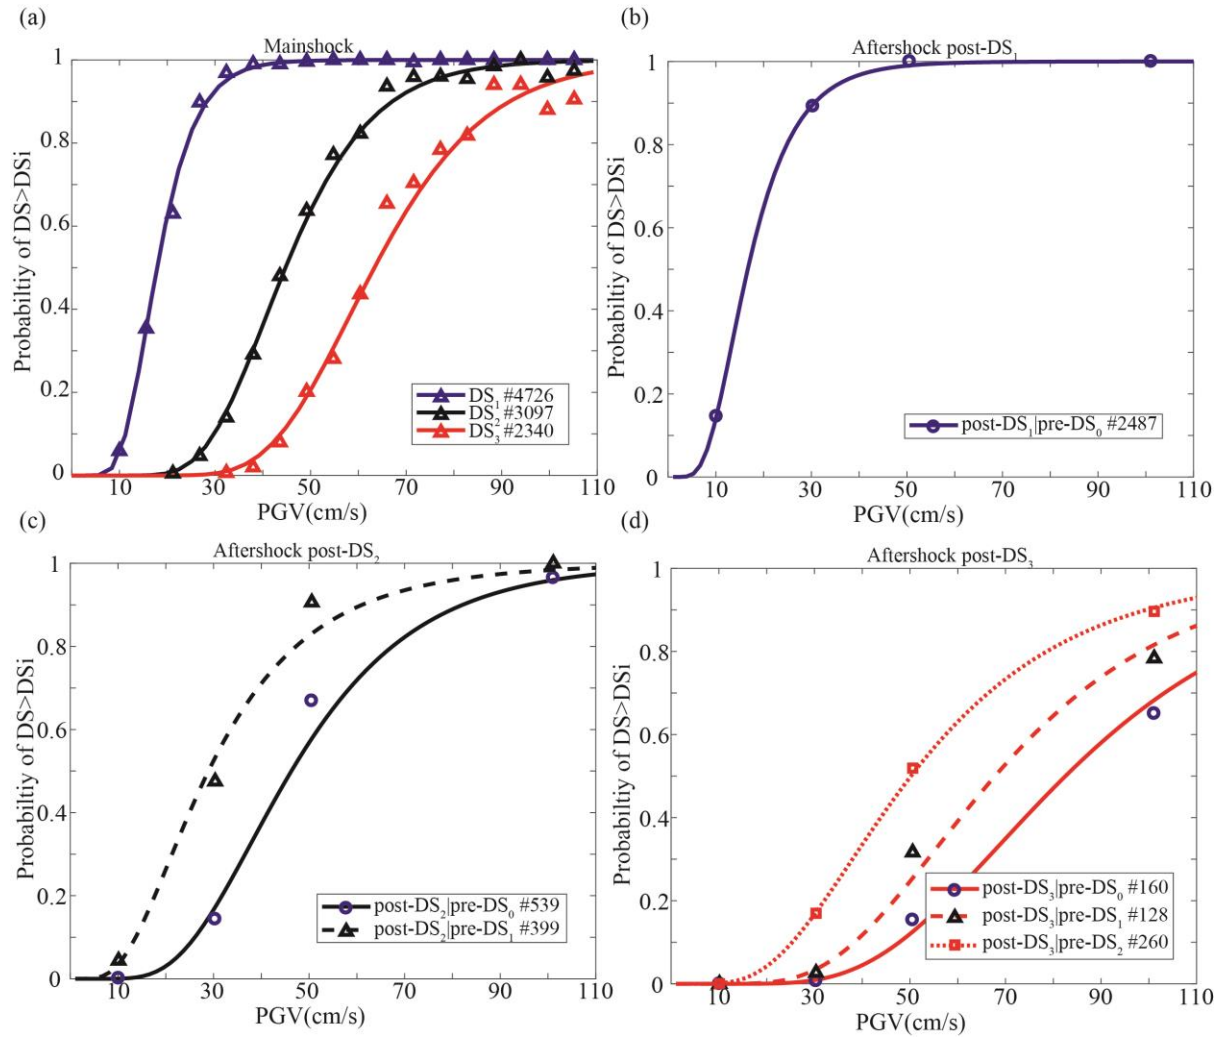 (a)
Mainshock
Probabiltiy of DS>DSi
1
0.8
0.6
0.4
0.2
0
10
30
50
70
90
110
PGV(cm/s)
DS₁ #4726
DS₂ #3097
DS₃ #2340
(b)
Aftershock post-DS₁
Probabiltiy of DS>DSi
1
0.8
0.6
0.4
0.2
0
10
30
50
70
90
110
PGV(cm/s)
post-DS₁|pre-DS₀ #2487
(c)
Aftershock post-DS₂
Probabiltiy of DS>DSi
1
0.8
0.6
0.4
0.2
0
10
30
50
70
90
110
PGV(cm/s)
post-DS₂|pre-DS₀ #539
post-DS₂|pre-DS₁ #399
(d)
Aftershock post-DS₃
Probabiltiy of DS>DSi
1
0.8
0.6
0.4
0.2
0
10
30
50
70
90
110
PGV(cm/s)
post-DS₃|pre-DS₀ #160
post-DS₃|pre-DS₁ #128
post-DS₃|pre-DS₂ #260